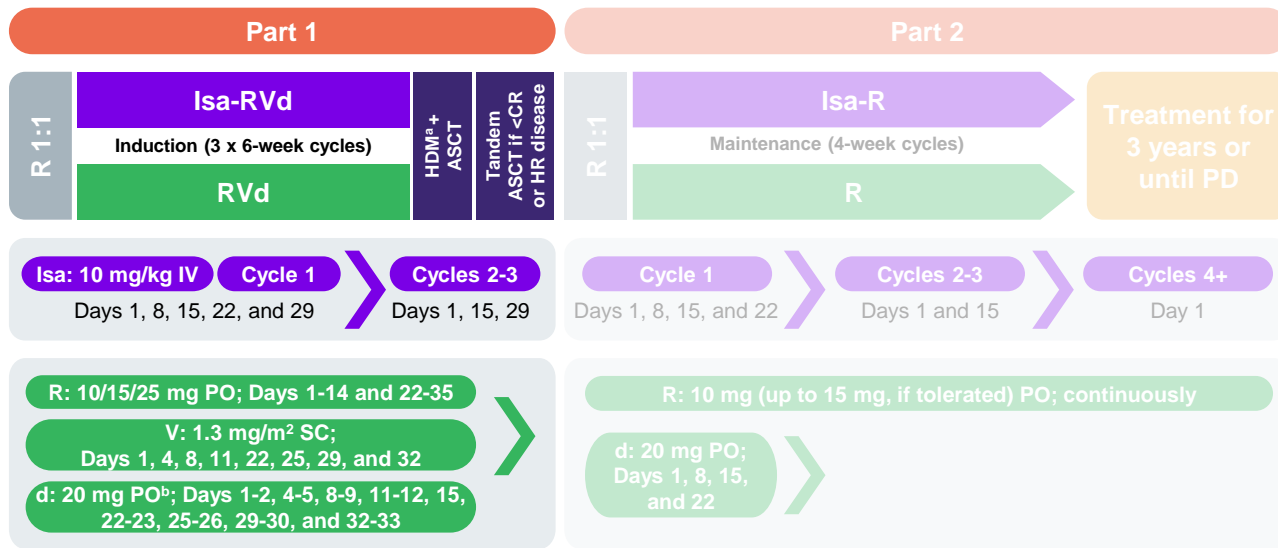 Part 1
Part 2
R 1:1
Isa-RVd
Induction (3 x 6-week cycles)
RVd
HDMᵃ +
ASCT
Tandem
ASCT if <CR
or HR disease
R 1:1
Isa-R
Maintenance (4-week cycles)
R
Treatment for
3 years or
until PD
Isa: 10 mg/kg IV
Cycle 1
Days 1, 8, 15, 22, and 29
Cycles 2-3
Days 1, 15, 29
Cycle 1
Days 1, 8, 15, and 22
Cycles 2-3
Days 1 and 15
Cycles 4+
Day 1
R: 10/15/25 mg PO; Days 1-14 and 22-35
V: 1.3 mg/m² SC;
Days 1, 4, 8, 11, 22, 25, 29, and 32
d: 20 mg POᵇ; Days 1-2, 4-5, 8-9, 11-12, 15,
22-23, 25-26, 29-30, and 32-33
R: 10 mg (up to 15 mg, if tolerated) PO; continuously
d: 20 mg PO;
Days 1, 8, 15,
and 22